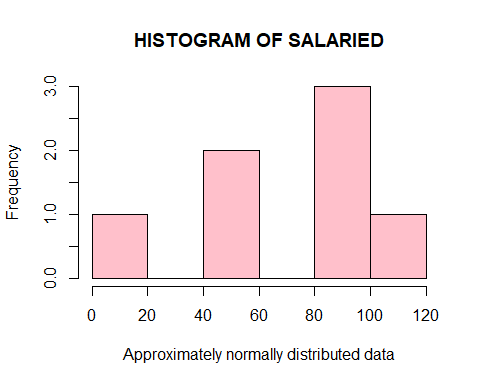 HISTOGRAM OF SALARIED
Frequency
3.0
2.0
1.0
0.0
0 20 40 60 80 100 120
Approximately normally distributed data